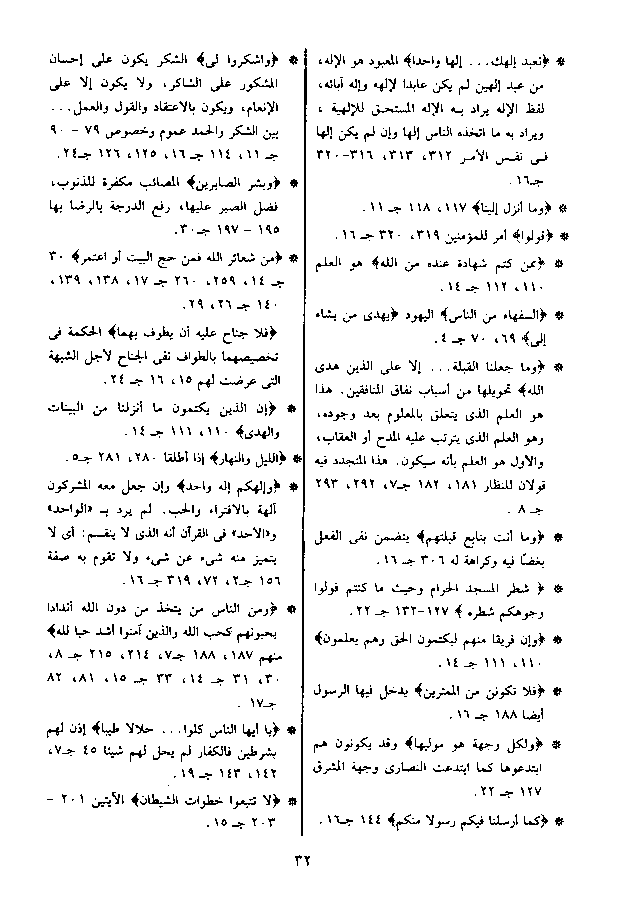 * ﴿نعبد إلهك... إلها واحدا﴾ المعبود هو الإله،
من عبد إلهين لم يكن عابدا لإلهه وإله آبائه،
لفظ الإله يراد به الإله المستحق للإلهية ،
ويراد به ما اتخذه الناس إلها وإن لم يكن إلها
فى نفس الأمر ٣١٢، ٣١٣، ٣١٦-٣٢٠
جـ١٦.
* ﴿وما أنزل إلينا﴾ ١١٧، ١١٨ جـ ١١.
* ﴿قولوا﴾ أمر للمؤمنين ٣١٩، ٣٢٠ جـ ١٦.
* ﴿ممن كتم شهادة عنده من الله﴾ هو العلم
١١٠، ١١٢ جـ ١٤.
* ﴿السفهاء من الناس﴾ اليهود ﴿يهدى من يشاء
إلى﴾ ٦٩، ٧٠ جـ ٤.
* ﴿وما جعلنا القبلة... إلا على الذين هدى
الله﴾ تحويلها من أسباب نفاق المنافقين. هذا
هو العلم الذى يتعلق بالمعلوم بعد وجوده،
وهو العلم الذى يترتب عليه المدح أو العقاب،
والأول هو العلم بأنه سيكون. هذا المتجدد فيه
قولان للنظار ١٨١، ١٨٢ جـ٧، ٢٩٢، ٢٩٣
جـ ٨.
* ﴿وما أنت بتابع قبلتهم﴾ يتضمن نفى الفعل
بغضًا فيه وكراهة له ٣٠٦ جـ ١٦.
* ﴿ شطر المسجد الحرام وحيث ما كنتم فولوا
وجوهكم شطره ﴾ ١٢٧-١٣٢ جـ ٢٢.
* ﴿وإن فريقا منهم ليكتمون الحق وهم يعلمون﴾
١١٠، ١١١ جـ ١٤.
* ﴿فلا تكونن من الممترين﴾ يدخل فيها الرسول
أيضا ١٨٨ جـ ١٦.
* ﴿ولكل وجهة هو موليها﴾ وقد يكونون هم
ابتدعوها كما ابتدعت النصارى وجهة المشرق
١٢٧ جـ ٢٢.
* ﴿كما أرسلنا فيكم رسولا منكم﴾ ١٤٤ جـ١٦.
* ﴿واشكروا لى﴾ الشكر يكون على إحسان
المشكور على الشاكر، ولا يكون إلا على
الإنعام، ويكون بالاعتقاد والقول والعمل...
بين الشكر والحمد عموم وخصوص ٧٩ - ٩٠
جـ ١١، ١١٤ جـ ١٦، ١٢٥، ١٢٦ جـ٢٤.
* ﴿وبشر الصابرين﴾ المصائب مكفرة للذنوب،
فضل الصبر عليها، رفع الدرجة بالرضا بها
١٩٥ - ١٩٧ جـ٣٠.
* ﴿من شعائر الله فمن حج البيت أو اعتمر﴾ ٣٠
جـ ١٤، ٢٥٩، ٢٦٠ جـ ١٧، ١٣٨، ١٣٩،
١٤٠ جـ ٢٦، ٢٩.
﴿فلا جناح عليه أن يطوف بهما﴾ الحكمة فى
تخصيصهما بالطواف نفى الجناح لأجل الشبهة
التى عرضت لهم ١٥، ١٦ جـ ٢٤.
* ﴿إن الذين يكتمون ما أنزلنا من البينات
والهدى﴾ ١١٠، ١١١ جـ ١٤.
* ﴿الليل والنهار﴾ إذا أطلقا ٢٨٠، ٢٨١ جـ٥.
* ﴿وإلهكم إله واحد﴾ وإن جعل معه المشركون
آلهة بالافتراء والحب. لم يرد بـ «الواحد»
و«الأحد» فى القرآن أنه الذى لا ينقسم: أى لا
يتميز منه شىء عن شىء ولا تقوم به صفة
١٥٦ جـ٢، ٧٢، ٣١٩ جـ ١٦.
* ﴿ومن الناس من يتخذ من دون الله أندادا
يحبونهم كحب الله والذين آمنوا أشد حبا لله﴾
منهم ١٨٧، ١٨٨ جـ٧، ٢١٤، ٢١٥ جـ ٨،
٣٠، ٣١ جـ ١٤، ٣٣ جـ ١٥، ٨١، ٨٢
جـ١٧.
* ﴿يا أيها الناس كلوا... حلالا طيبا﴾ إذن لهم
بشرطين فالكفار لم يحل لهم شيئا ٤٥ جـ٧،
١٤٢، ١٤٣ جـ ١٩.
* ﴿لا تتبعوا خطوات الشيطان﴾ الآيتين ٢٠١ -
٢٠٣ جـ ١٥.
٣٢